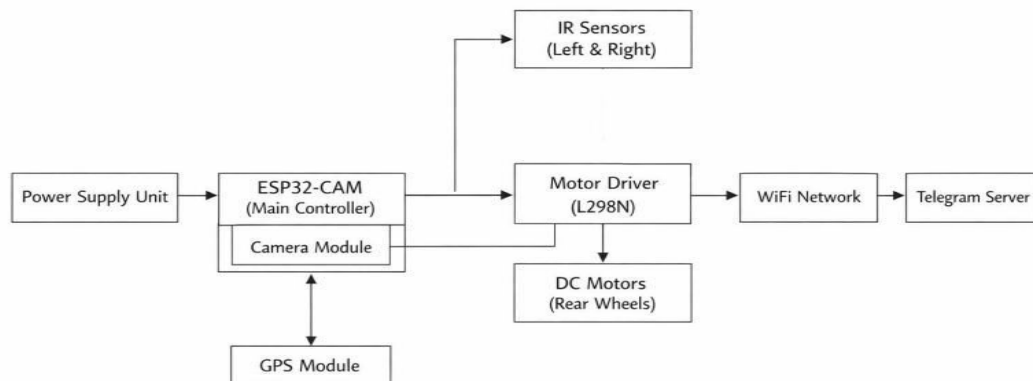 IR Sensors
(Left & Right)
Power Supply Unit
ESP32-CAM
(Main Controller)
Camera Module
Motor Driver
(L298N)
WiFi Network
Telegram Server
DC Motors
(Rear Wheels)
GPS Module